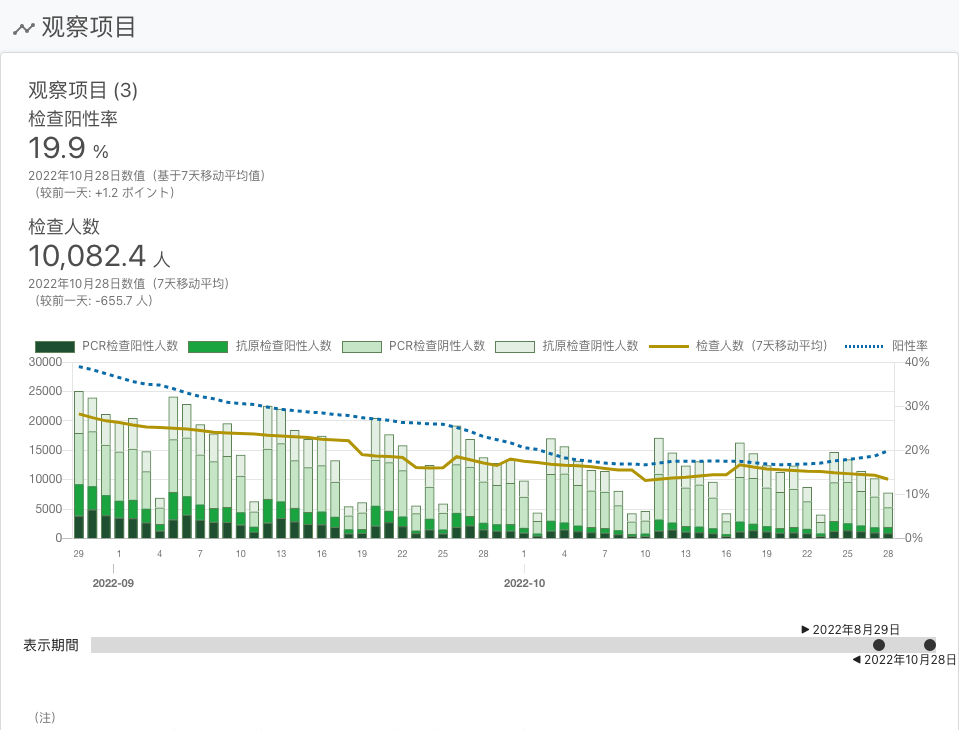 观察项目
观察项目 (3)
检查阳性率
19.9 %
2022年10月28日数值（基于7天移动平均值）
（较前一天: +1.2 ポイント）
检查人数
10,082.4 人
2022年10月28日数值（7天移动平均）
（较前一天: -655.7 人）
PCR检查阳性人数 抗原检查阳性人数 PCR检查阴性人数 抗原检查阴性人数 检查人数（7天移动平均） 阳性率
30000 40%
25000
20000 30%
15000 20%
10000
5000 10%
0 0%
29 1 4 7 10 13 16 19 22 25 28 1 4 7 10 13 16 19 22 25 28
2022-09 2022-10
▶ 2022年8月29日
表示期間
◀ 2022年10月28日
（注）